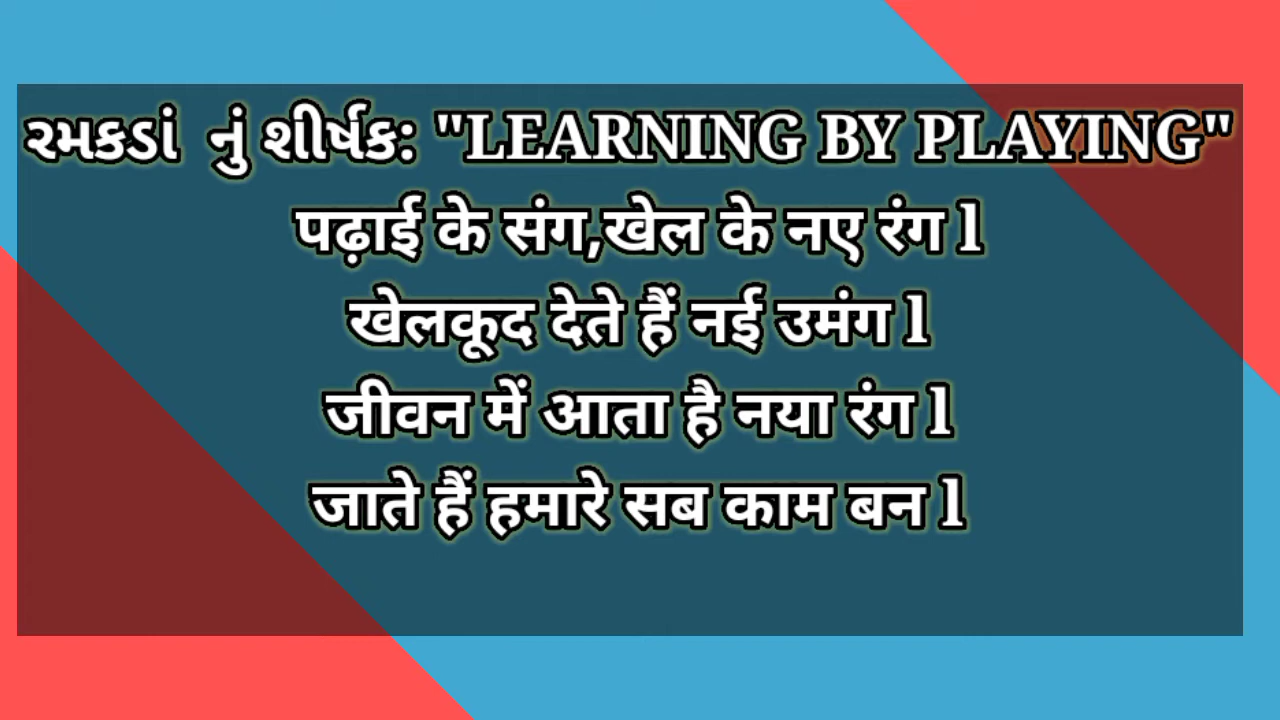 રમકડાં નું શીર્ષક: "LEARNING BY PLAYING"
पढ़ाई के संग,खेल के नए रंग l
खेलकूद देते हैं नई उमंग l
जीवन में आता है नया रंग l
जाते हैं हमारे सब काम बन l